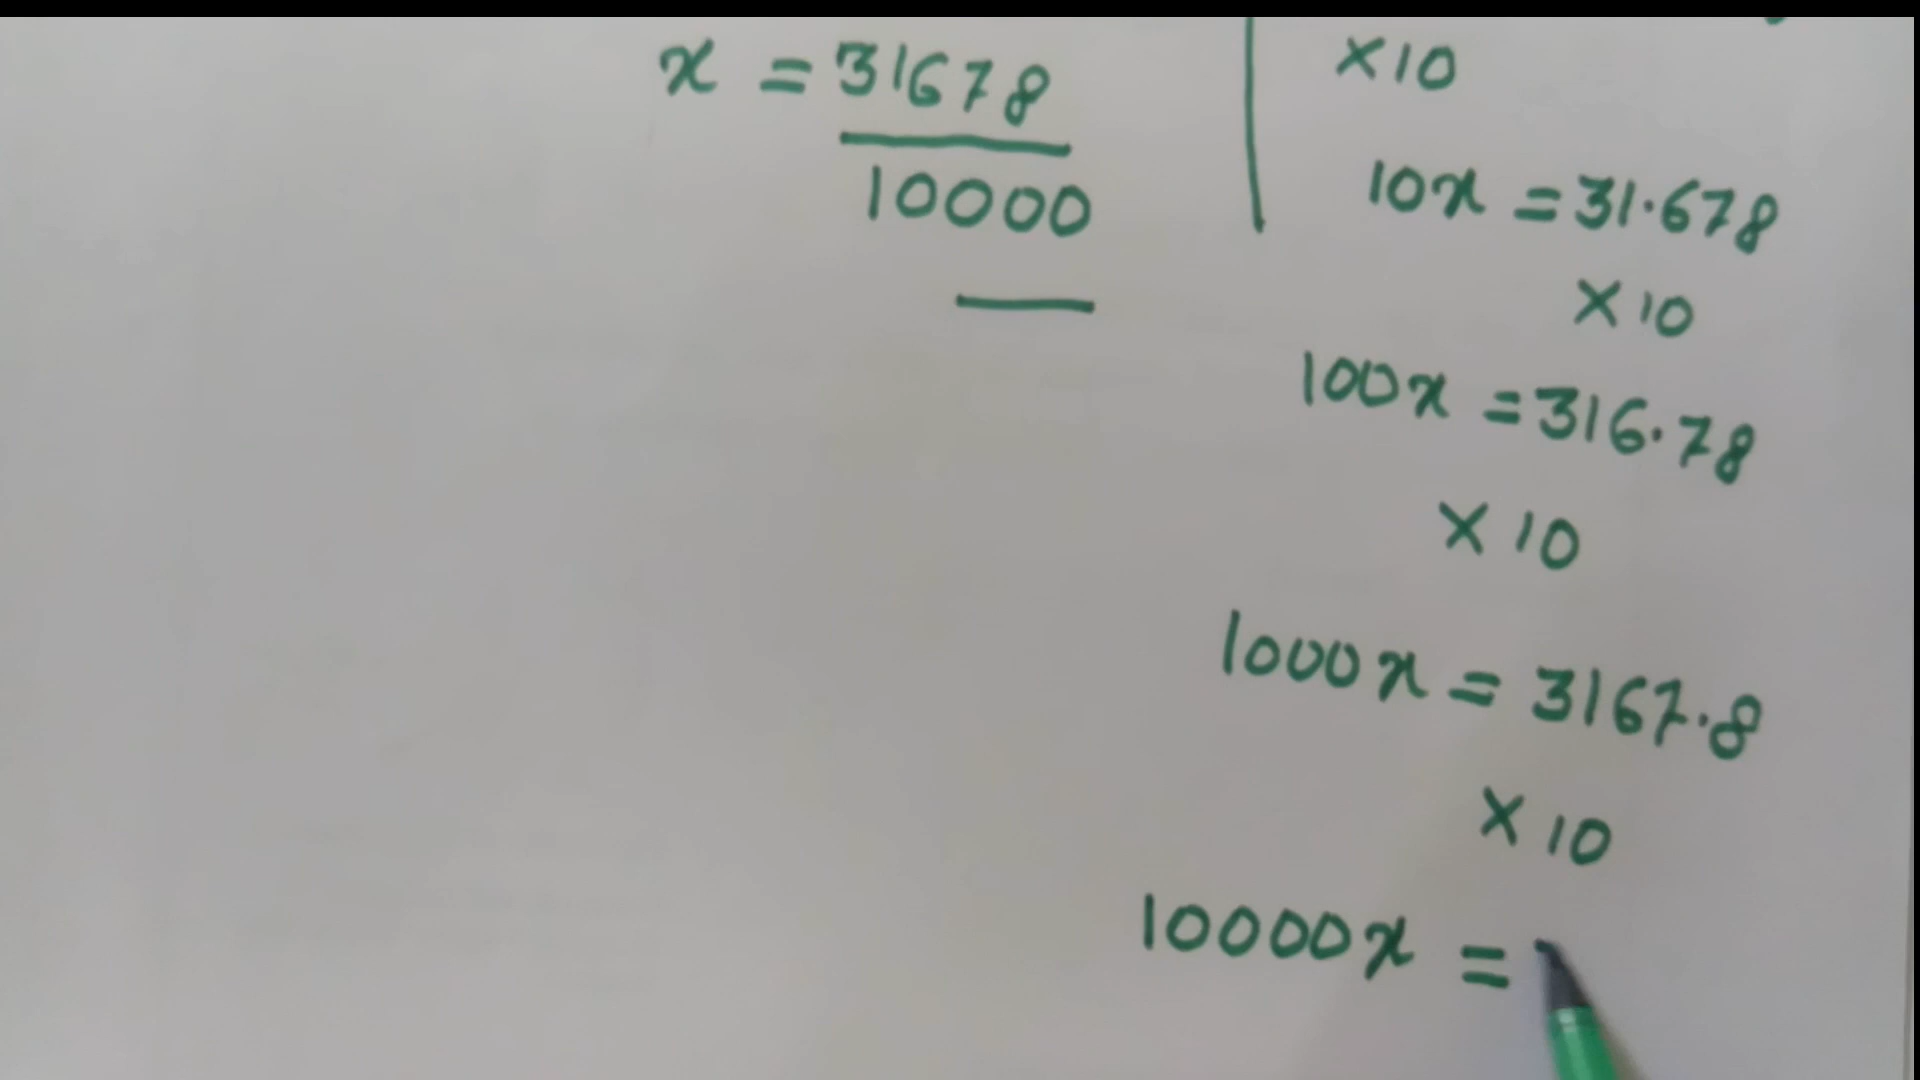 x = 31678
10000
×10
10x = 31.678
×10
100x = 316.78
×10
1000x = 3167.8
×10
10000x =